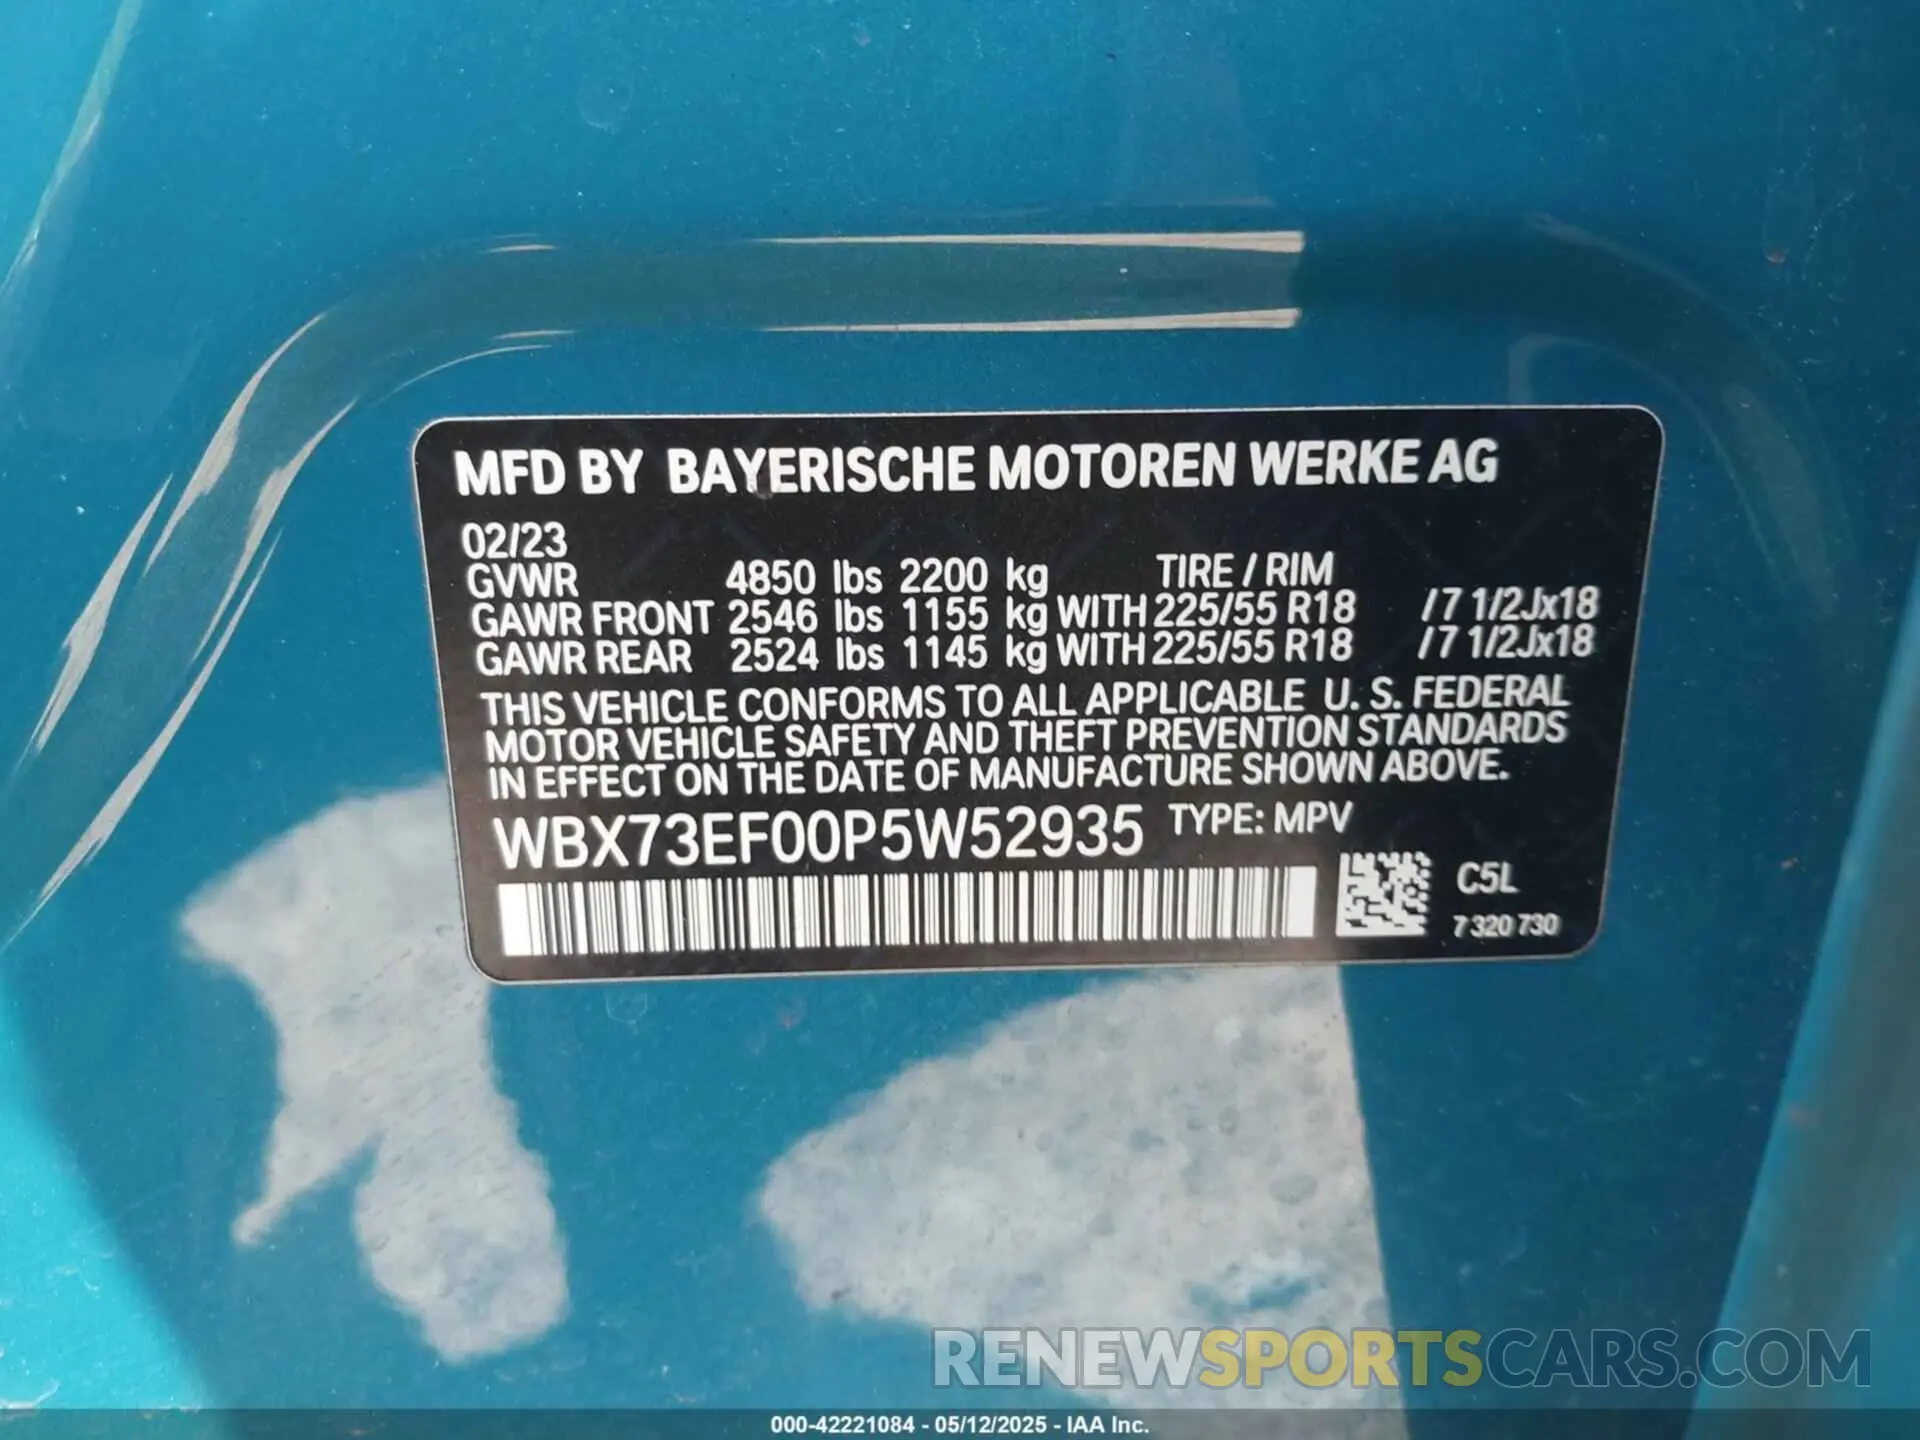 MFD BY BAYERISCHE MOTOREN WERKE AG
02/23
GVWR 4850 lbs 2200 kg TIRE / RIM
GAWR FRONT 2546 lbs 1155 kg WITH 225/55 R18 /7 1/2Jx18
GAWR REAR 2524 lbs 1145 kg WITH 225/55 R18 /7 1/2Jx18
THIS VEHICLE CONFORMS TO ALL APPLICABLE U. S. FEDERAL
MOTOR VEHICLE SAFETY AND THEFT PREVENTION STANDARDS
IN EFFECT ON THE DATE OF MANUFACTURE SHOWN ABOVE.
WBX73EF00P5W52935 TYPE: MPV
C5L
7 320 730
RENEWSPORTSCARS.COM
000-42221084 - 05/12/2025 - IAA Inc.